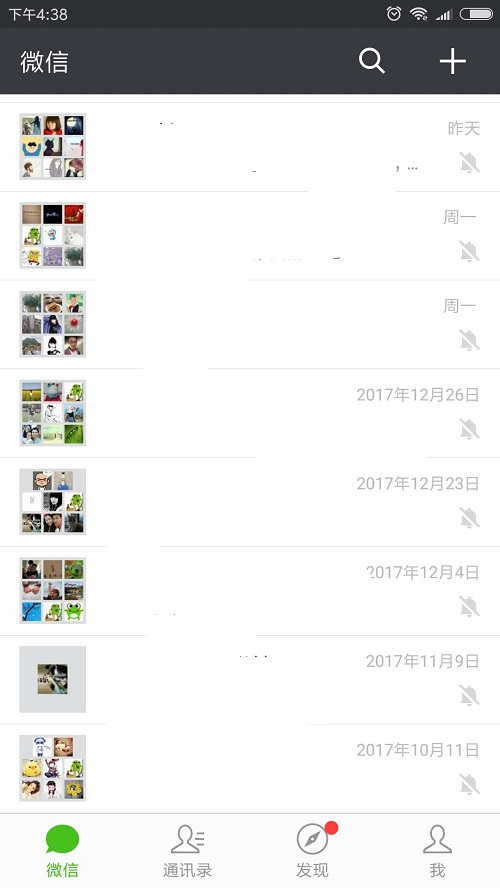 下午4:38
微信
昨天
, ...
周一
周一
2017年12月26日
2017年12月23日
2017年12月4日
2017年11月9日
2017年10月11日
微信
通讯录
发现
我